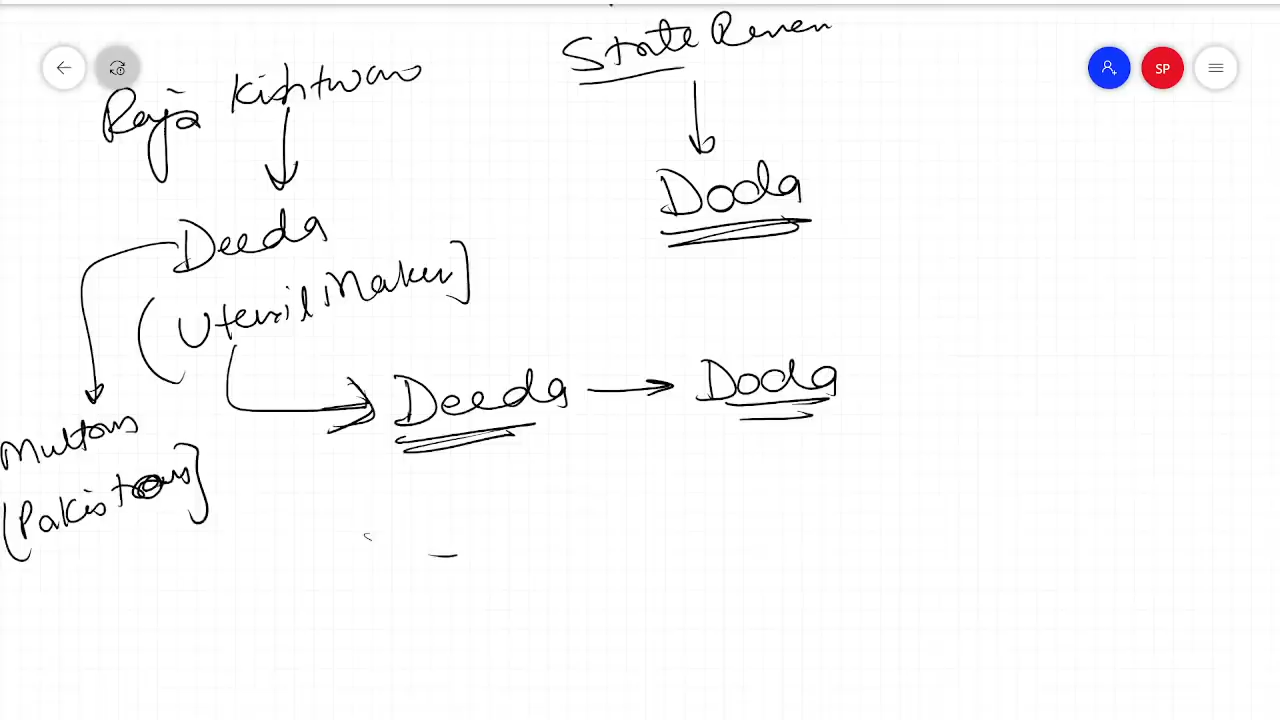 State Reven
Raja Kishtwar
Doda
Deeda
(Utensil Maker]
Deeda → Doda
Multan
[Pakistan]
SP